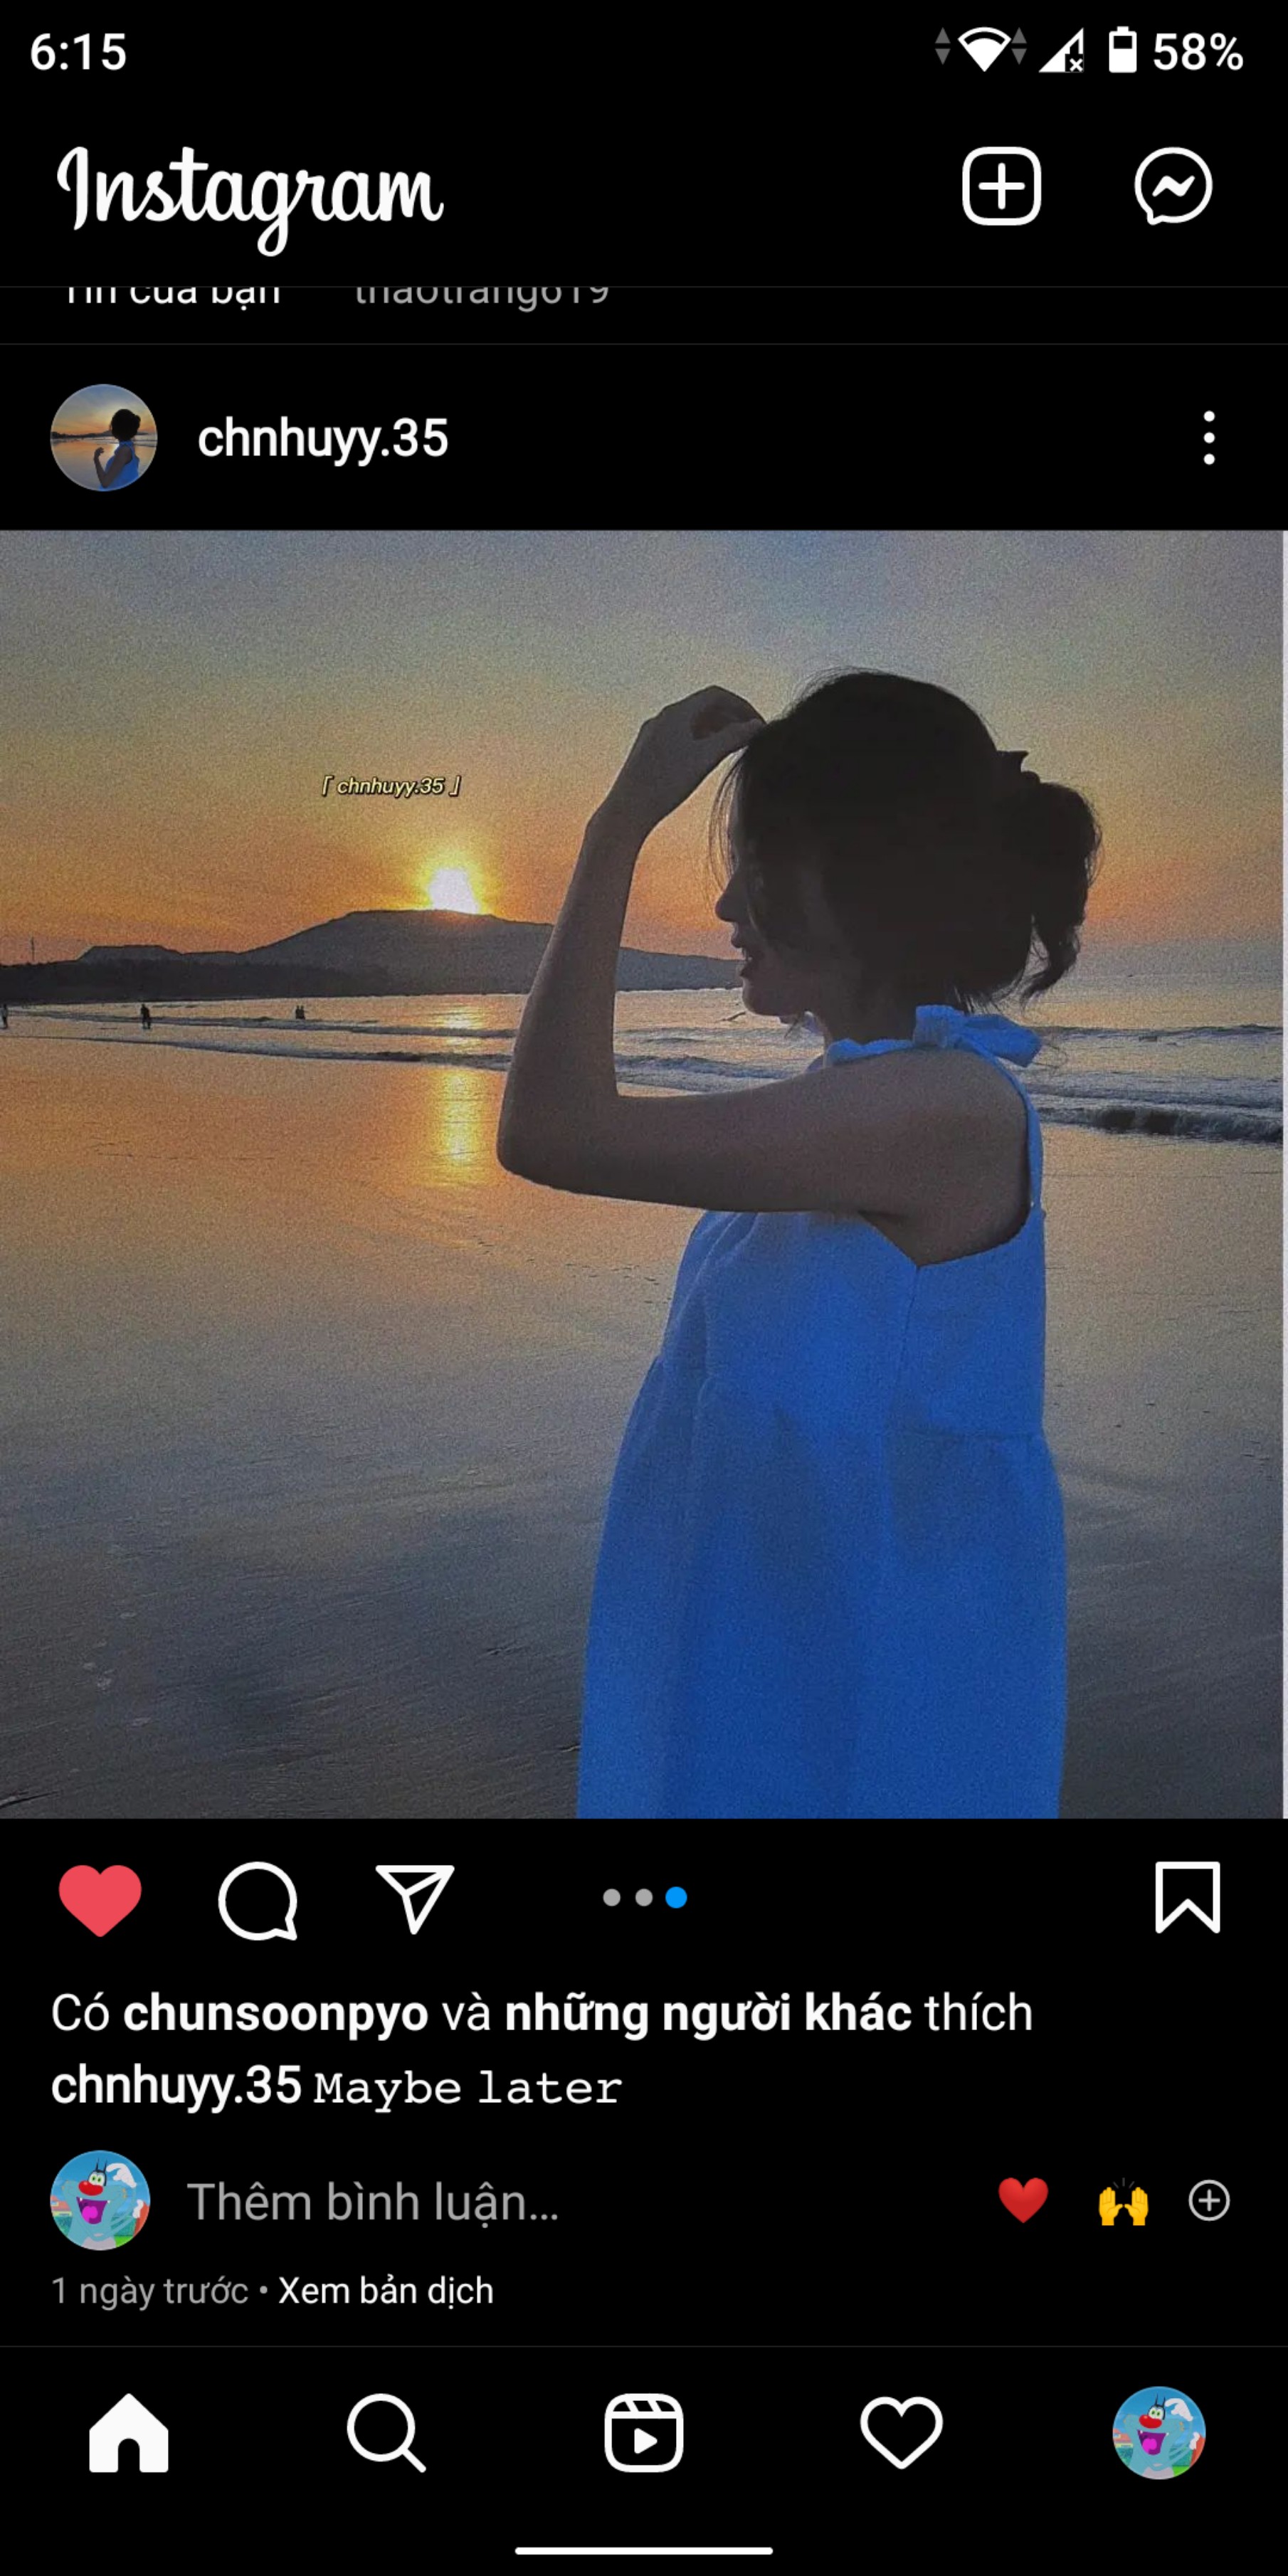 6:15
58%
Instagram
Tin của bạn thaotrang619
chnhuyy.35
「 chnhuyy.35 」
Có chunsoonpyo và những người khác thích
chnhuyy.35 Maybe later
Thêm bình luận...
1 ngày trước • Xem bản dịch